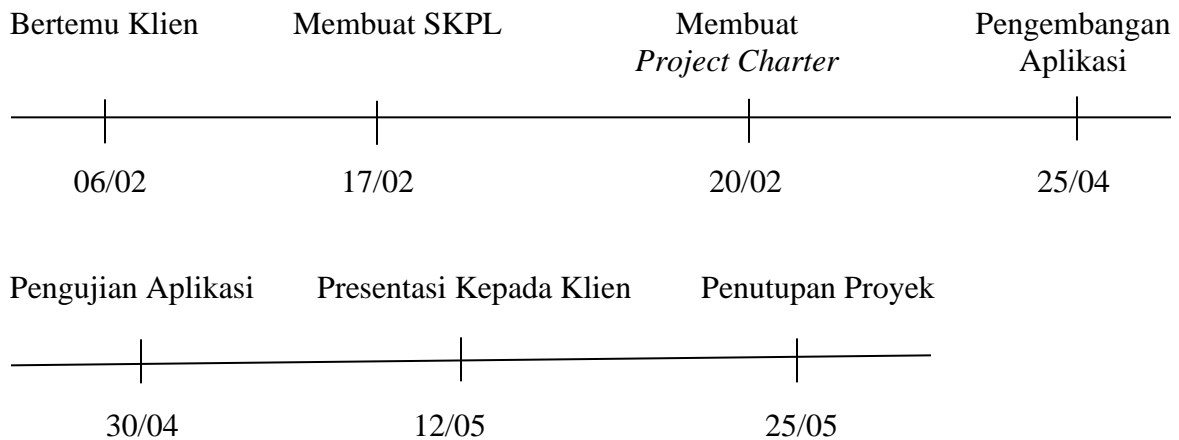 Bertemu Klien
Membuat SKPL
Membuat
Project Charter
Pengembangan
Aplikasi
06/02
17/02
20/02
25/04
Pengujian Aplikasi
Presentasi Kepada Klien
Penutupan Proyek
30/04
12/05
25/05